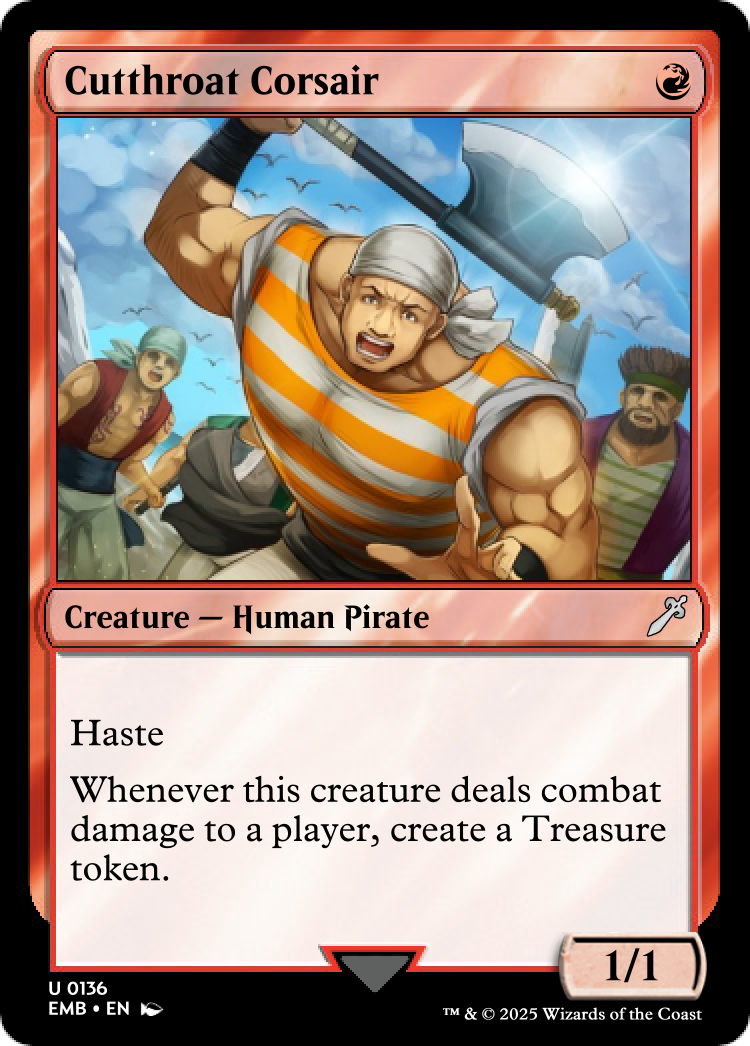 Cutthroat Corsair
Creature — Human Pirate
Haste
Whenever this creature deals combat
damage to a player, create a Treasure
token.
1/1
U 0136
EMB • EN
™ & © 2025 Wizards of the Coast